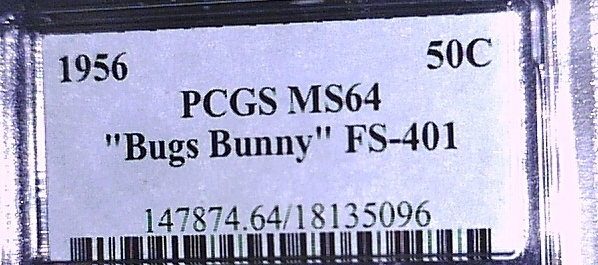 1956 50C
PCGS MS64
"Bugs Bunny" FS-401
147874.64/18135096